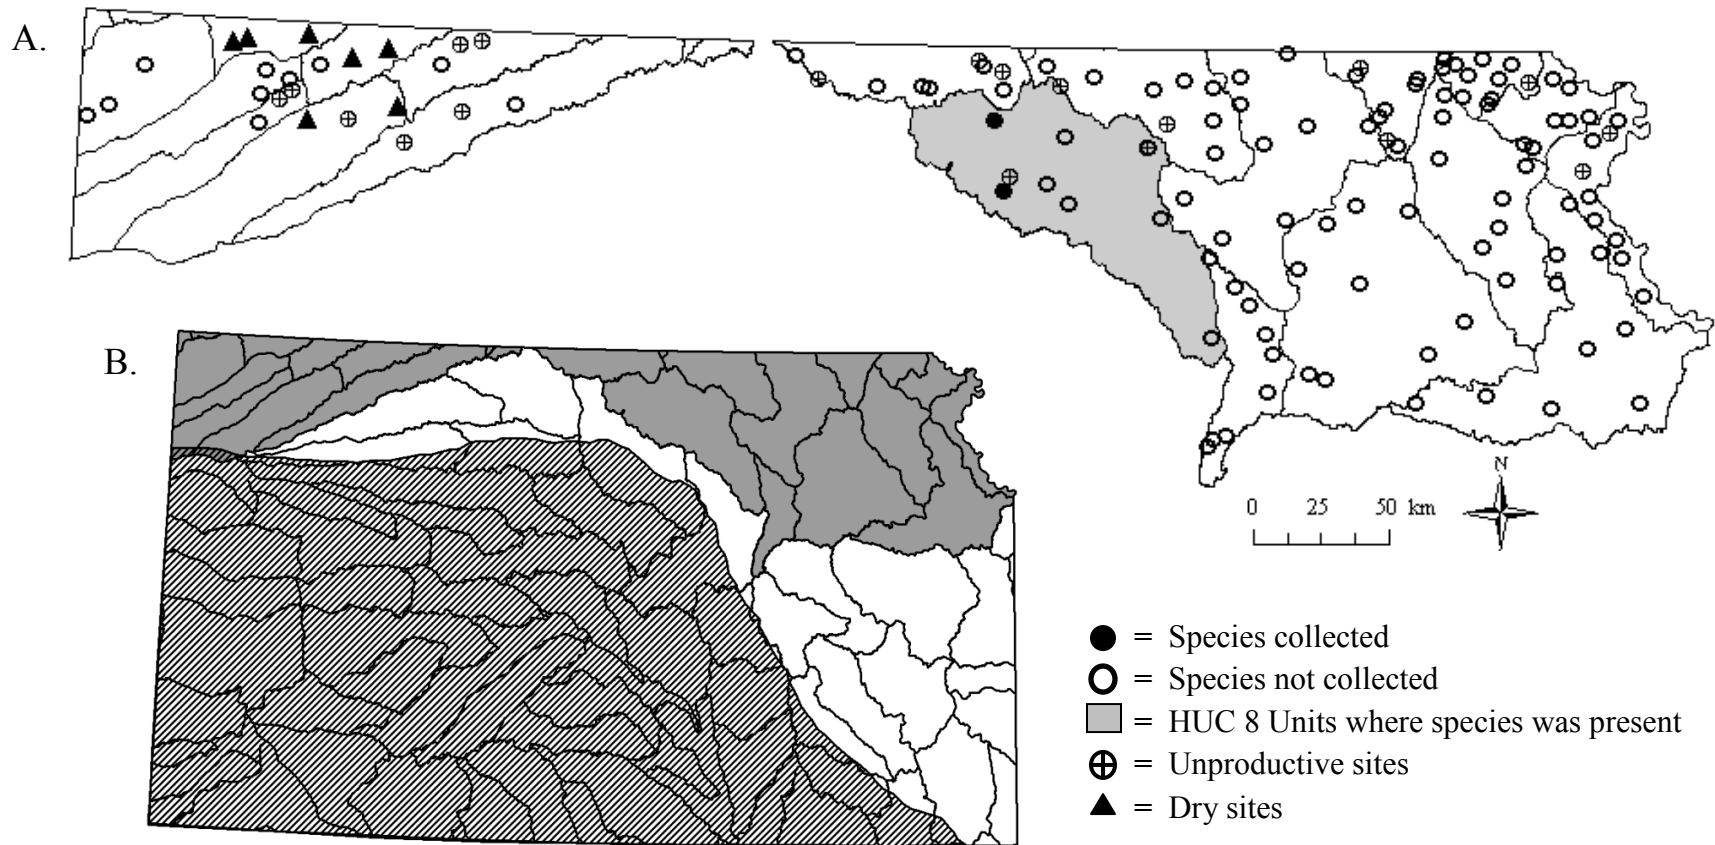 A.
B.
N
0 25 50 km
= Species collected
= Species not collected
= HUC 8 Units where species was present
= Unproductive sites
= Dry sites